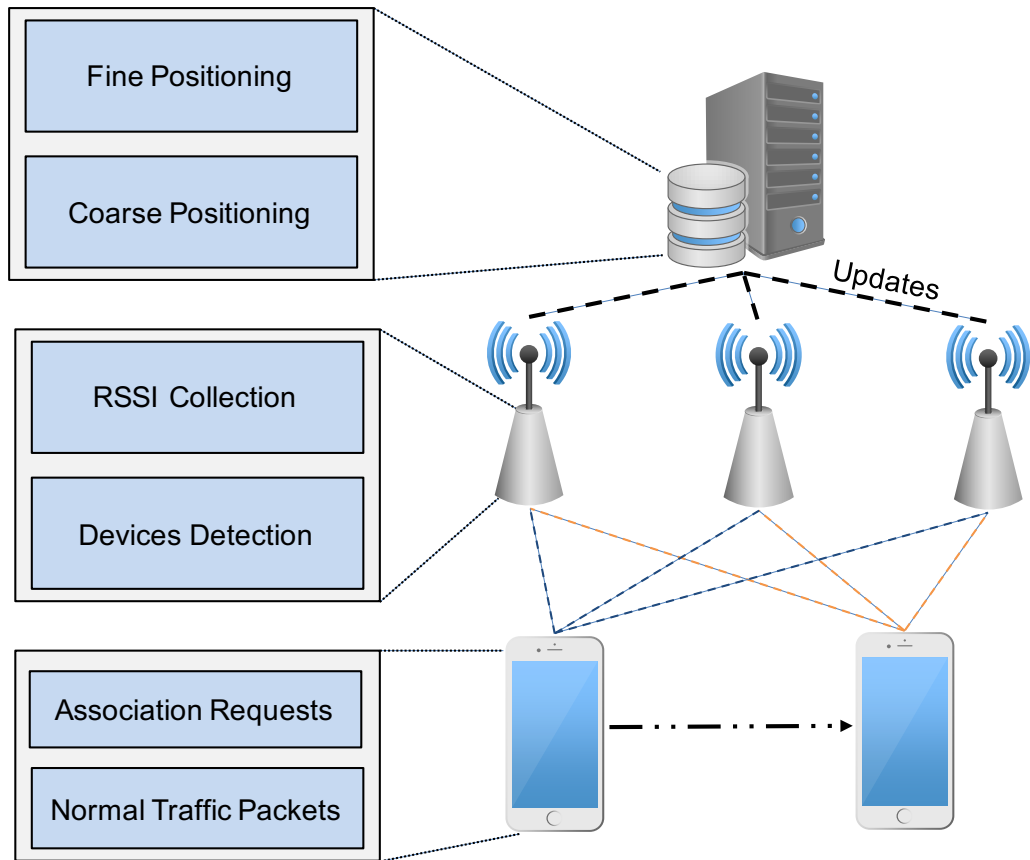 Fine Positioning
Coarse Positioning
Updates
RSSI Collection
Devices Detection
Association Requests
Normal Traffic Packets